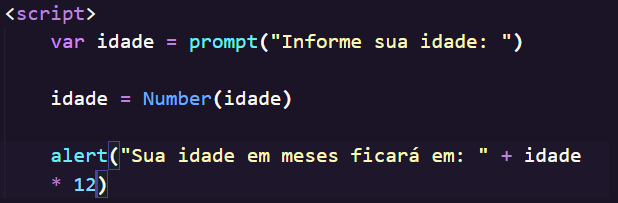 <script>
var idade = prompt("Informe sua idade: ")
idade = Number(idade)
alert("Sua idade em meses ficará em: " + idade
* 12)